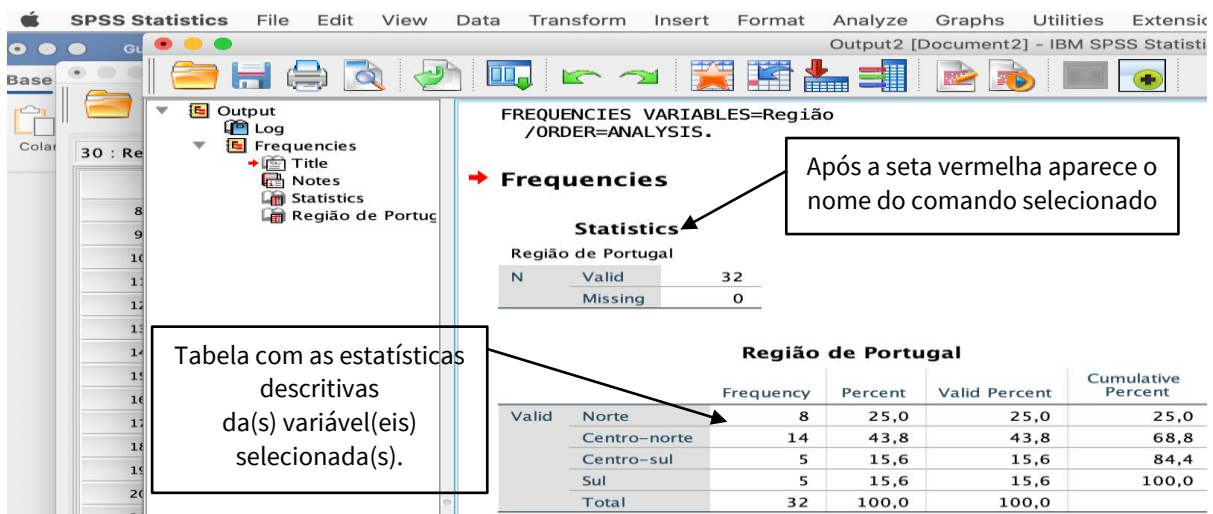 SPSS Statistics File Edit View Data Transform Insert Format Analyze Graphs Utilities
Output2 [Document2] - IBM SPSS
Base
Colar
30 : Re
8
9
20
Output
Log
Frequencies
Title
Notes
Statistics
Região de Portug
FREQUENCIES VARIABLES=Região
/ORDER=ANALYSIS.
Frequencies
Após a seta vermelha aparece o
nome do comando selecionado
Statistics
Região de Portugal
N Valid 32
Missing 0
Tabela com as estatísticas
descritivas
da(s) variável(eis)
selecionada(s).
Região de Portugal
Frequency Percent Valid Percent Cumulative
Percent
Valid Norte 8 25,0 25,0 25,0
Centro-norte 14 43,8 43,8 68,8
Centro-sul 5 15,6 15,6 84,4
Sul 5 15,6 15,6 100,0
Total 32 100,0 100,0